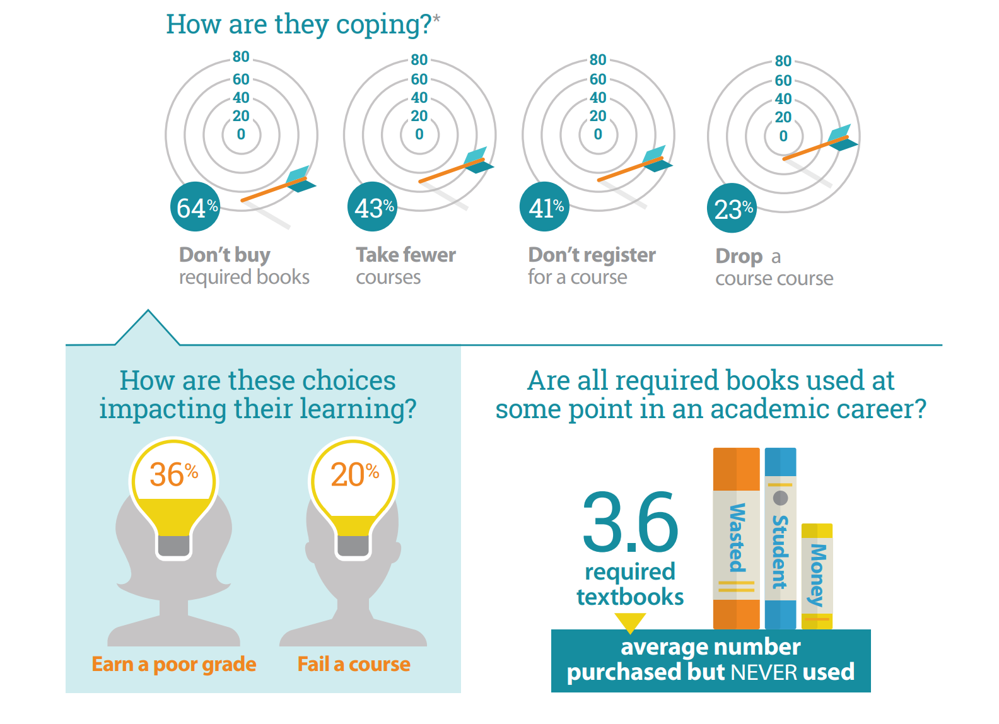 How are they coping?*
80
60
40
20
0
64%
Don't buy
required books
80
60
40
20
0
43%
Take fewer
courses
80
60
40
20
0
41%
Don't register
for a course
80
60
40
20
0
23%
Drop a
course course
How are these choices
impacting their learning?
36%
Earn a poor grade
20%
Fail a course
Are all required books used at
some point in an academic career?
3.6
required
textbooks
Wasted
Student
Money
average number
purchased but NEVER used